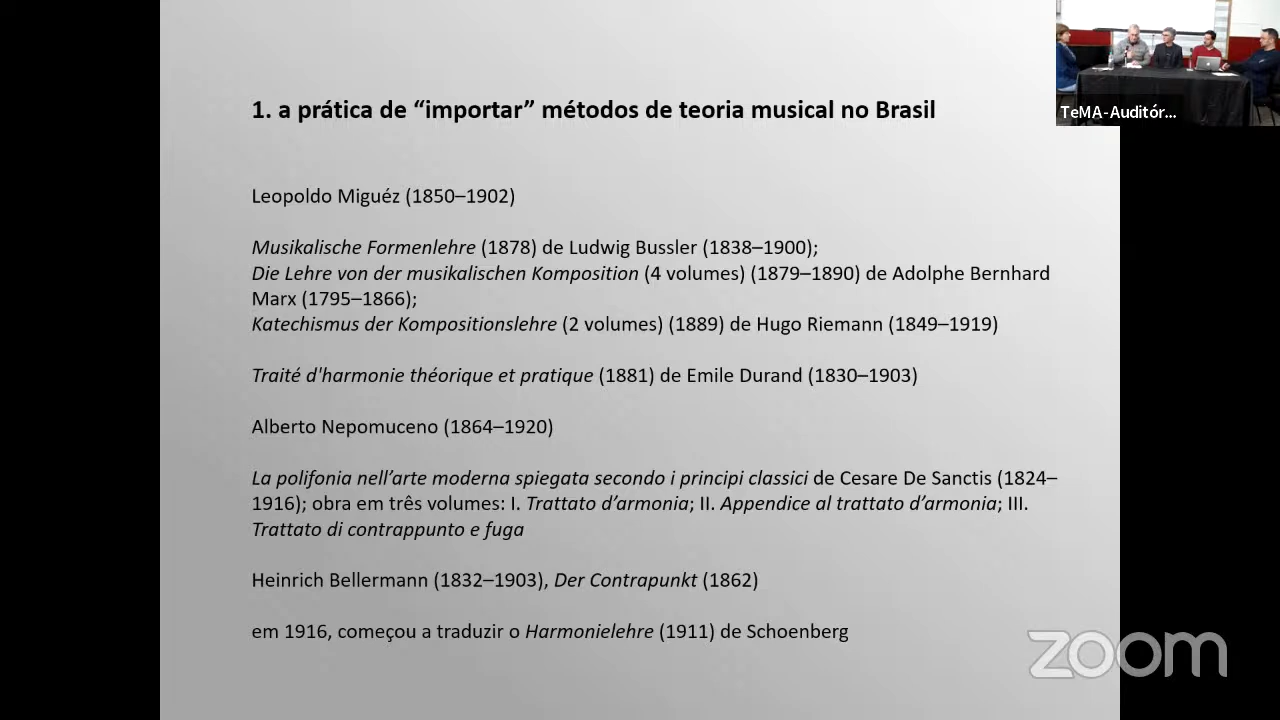 1. a prática de “importar” métodos de teoria musical no Brasil
TeMA-Auditór...
Leopoldo Miguéz (1850–1902)
Musikalische Formenlehre (1878) de Ludwig Bussler (1838–1900);
Die Lehre von der musikalischen Komposition (4 volumes) (1879–1890) de Adolphe Bernhard
Marx (1795–1866);
Katechismus der Kompositionslehre (2 volumes) (1889) de Hugo Riemann (1849–1919)
Traité d'harmonie théorique et pratique (1881) de Emile Durand (1830–1903)
Alberto Nepomuceno (1864–1920)
La polifonia nell’arte moderna spiegata secondo i principi classici de Cesare De Sanctis (1824–
1916); obra em três volumes: I. Trattato d’armonia; II. Appendice al trattato d’armonia; III.
Trattato di contrappunto e fuga
Heinrich Bellermann (1832–1903), Der Contrapunkt (1862)
em 1916, começou a traduzir o Harmonielehre (1911) de Schoenberg
zoom